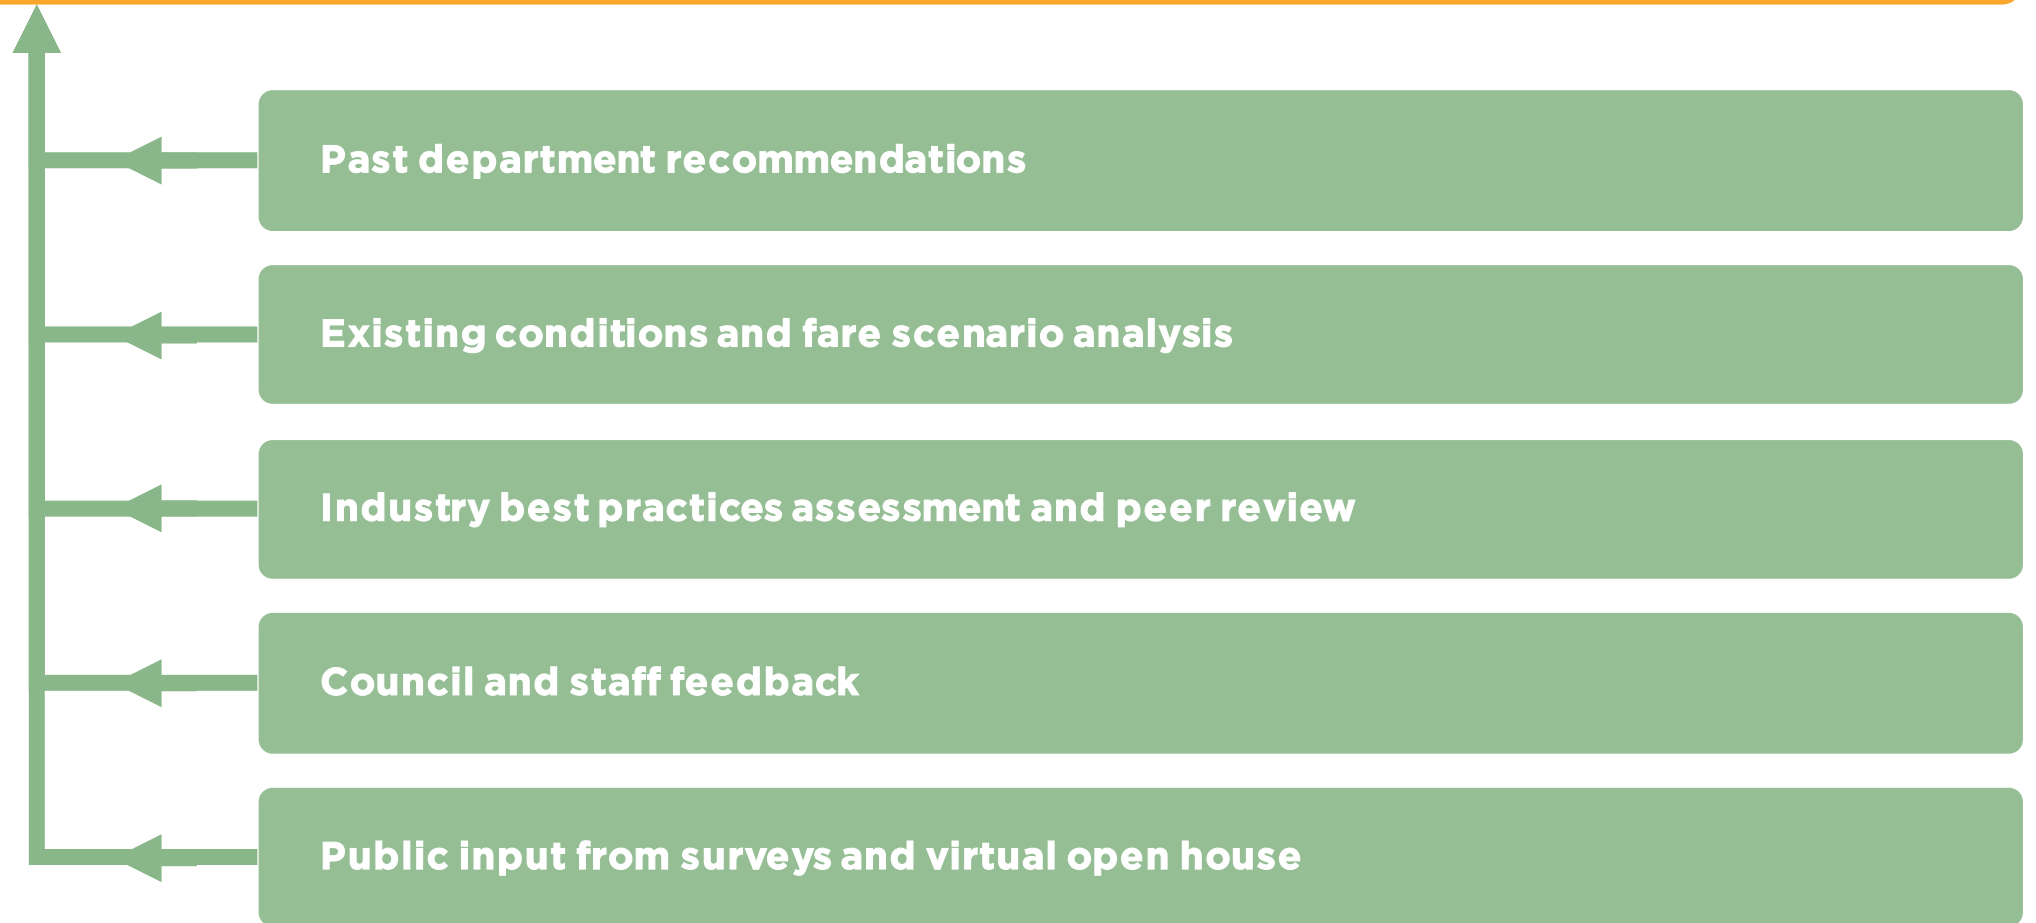 Past department recommendations
Existing conditions and fare scenario analysis
Industry best practices assessment and peer review
Council and staff feedback
Public input from surveys and virtual open house